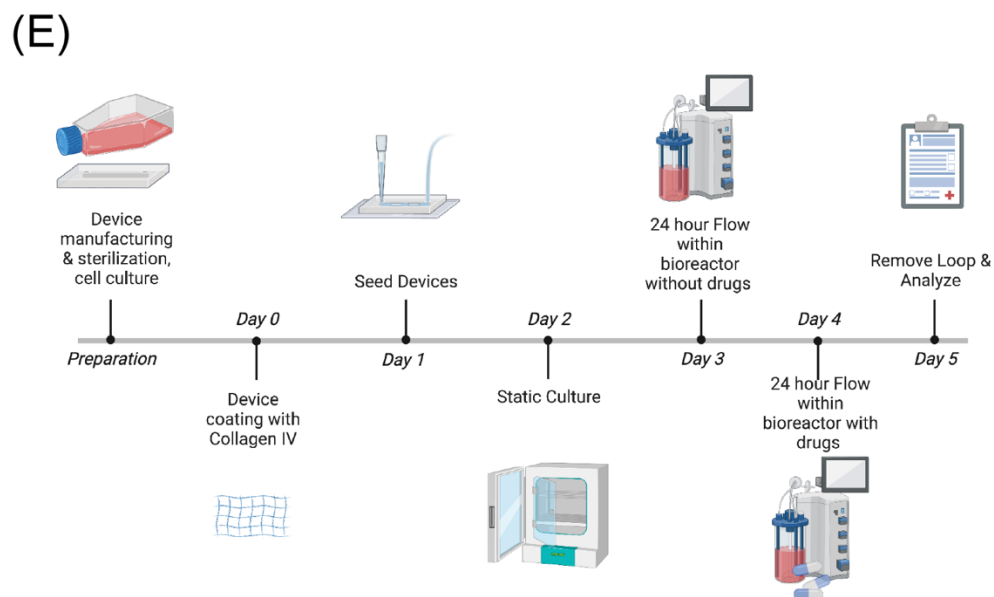 (E)
Device
manufacturing
& sterilization,
cell culture
Preparation
Day 0
Device
coating with
Collagen IV
Seed Devices
Day 1
Day 2
Static Culture
24 hour Flow
within
bioreactor
without drugs
Day 3
Day 4
24 hour Flow
within
bioreactor with
drugs
Remove Loop &
Analyze
Day 5